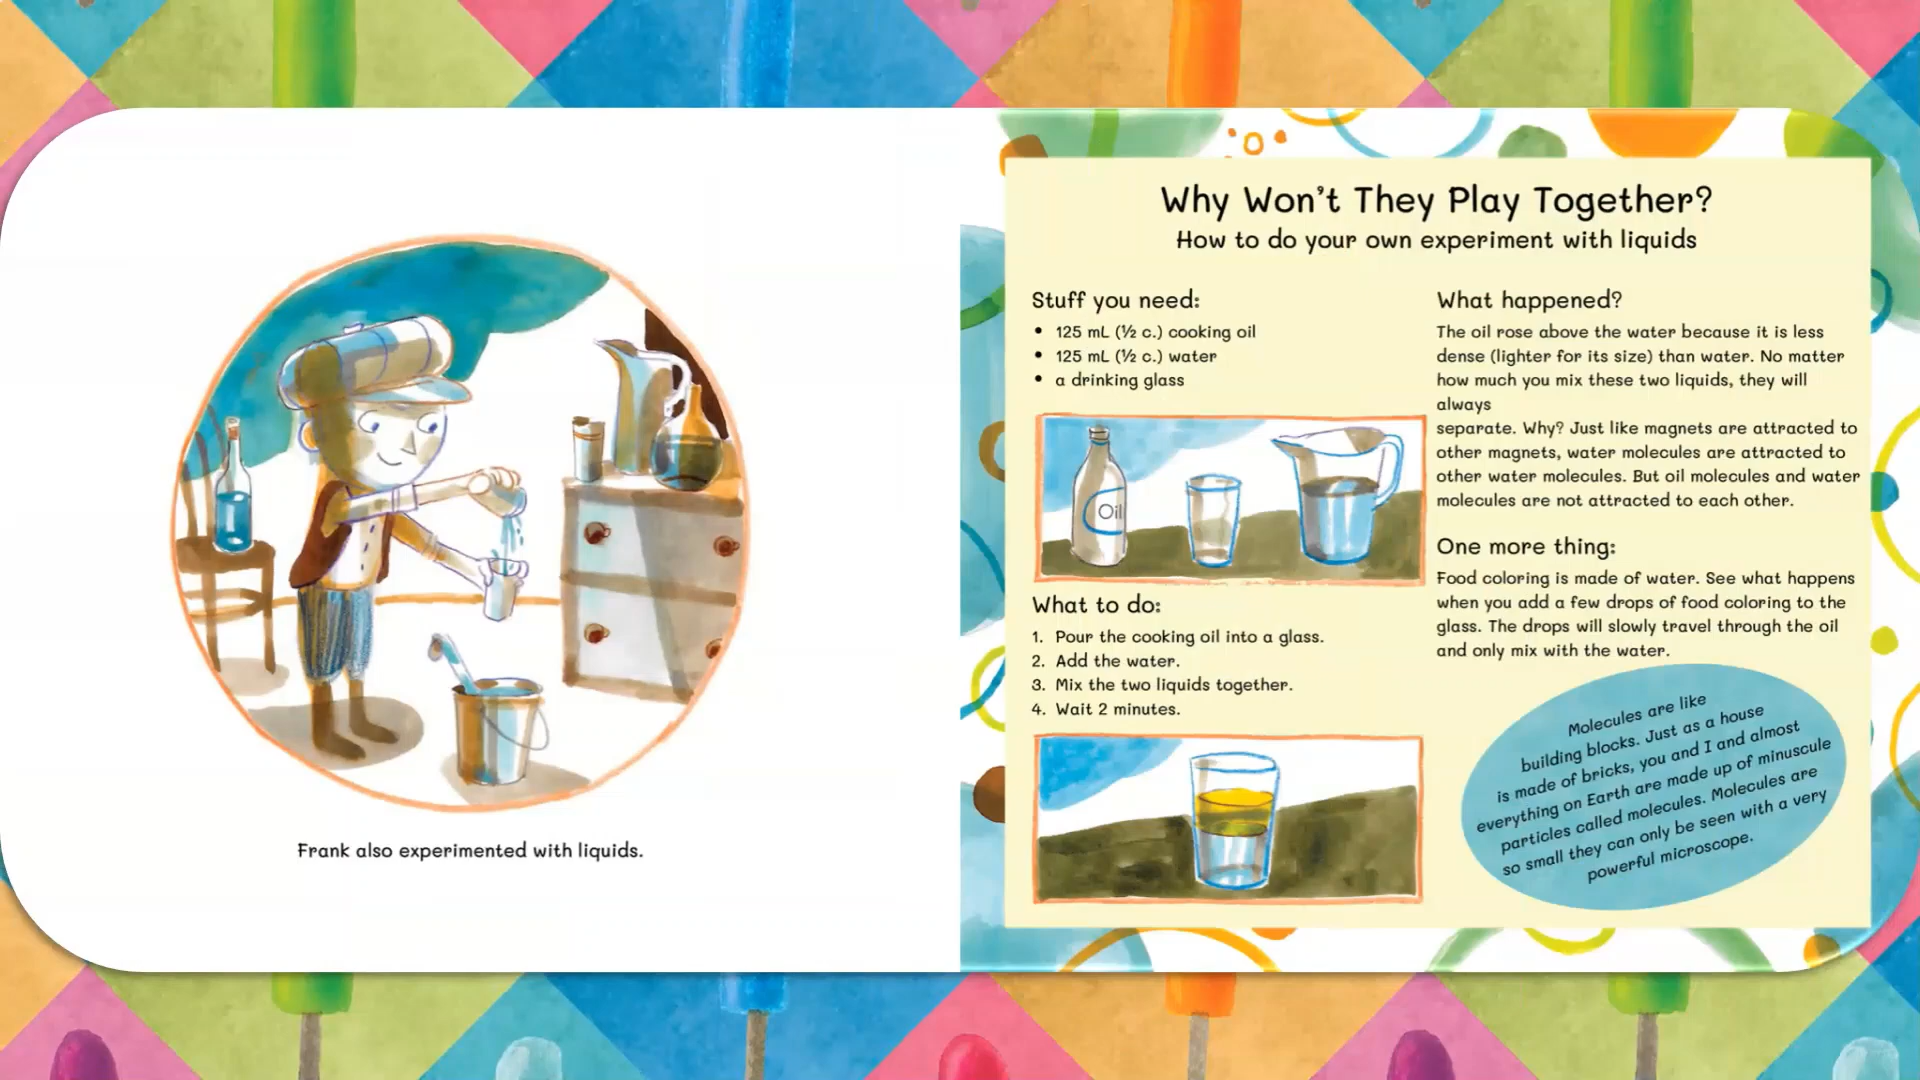 Frank also experimented with liquids.
Why Won't They Play Together?
How to do your own experiment with liquids
Stuff you need:
• 125 mL (½ c.) cooking oil
• 125 mL (½ c.) water
• a drinking glass
Oil
What to do:
1. Pour the cooking oil into a glass.
2. Add the water.
3. Mix the two liquids together.
4. Wait 2 minutes.
What happened?
The oil rose above the water because it is less
dense (lighter for its size) than water. No matter
how much you mix these two liquids, they will
always
separate. Why? Just like magnets are attracted to
other magnets, water molecules are attracted to
other water molecules. But oil molecules and water
molecules are not attracted to each other.
One more thing:
Food coloring is made of water. See what happens
when you add a few drops of food coloring to the
glass. The drops will slowly travel through the oil
and only mix with the water.
Molecules are like
building blocks. Just as a house
is made of bricks, you and I and almost
everything on Earth are made up of minuscule
particles called molecules. Molecules are
so small they can only be seen with a very
powerful microscope.